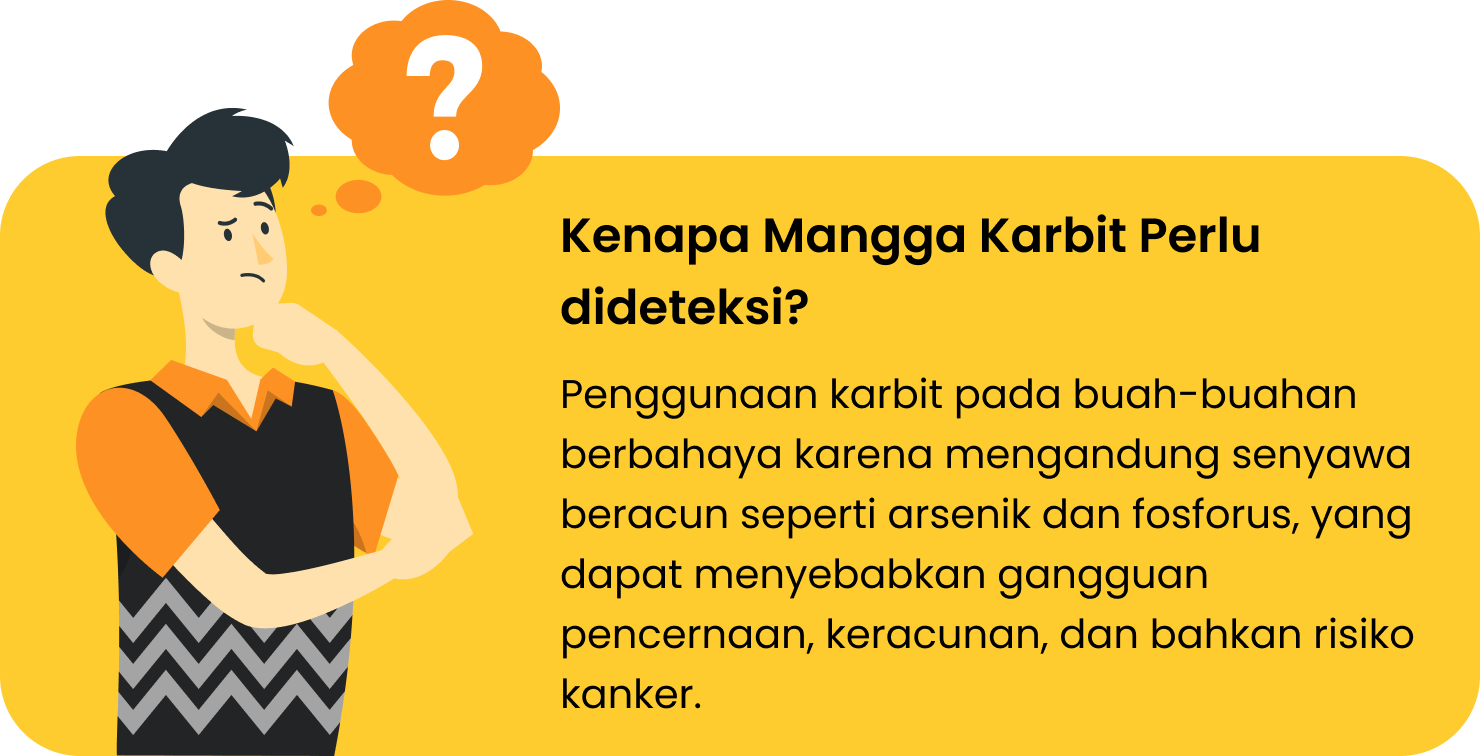 ?
Kenapa Mangga Karbit Perlu
dideteksi?
Penggunaan karbit pada buah-buahan
berbahaya karena mengandung senyawa
beracun seperti arsenik dan fosforus, yang
dapat menyebabkan gangguan
pencernaan, keracunan, dan bahkan risiko
kanker.